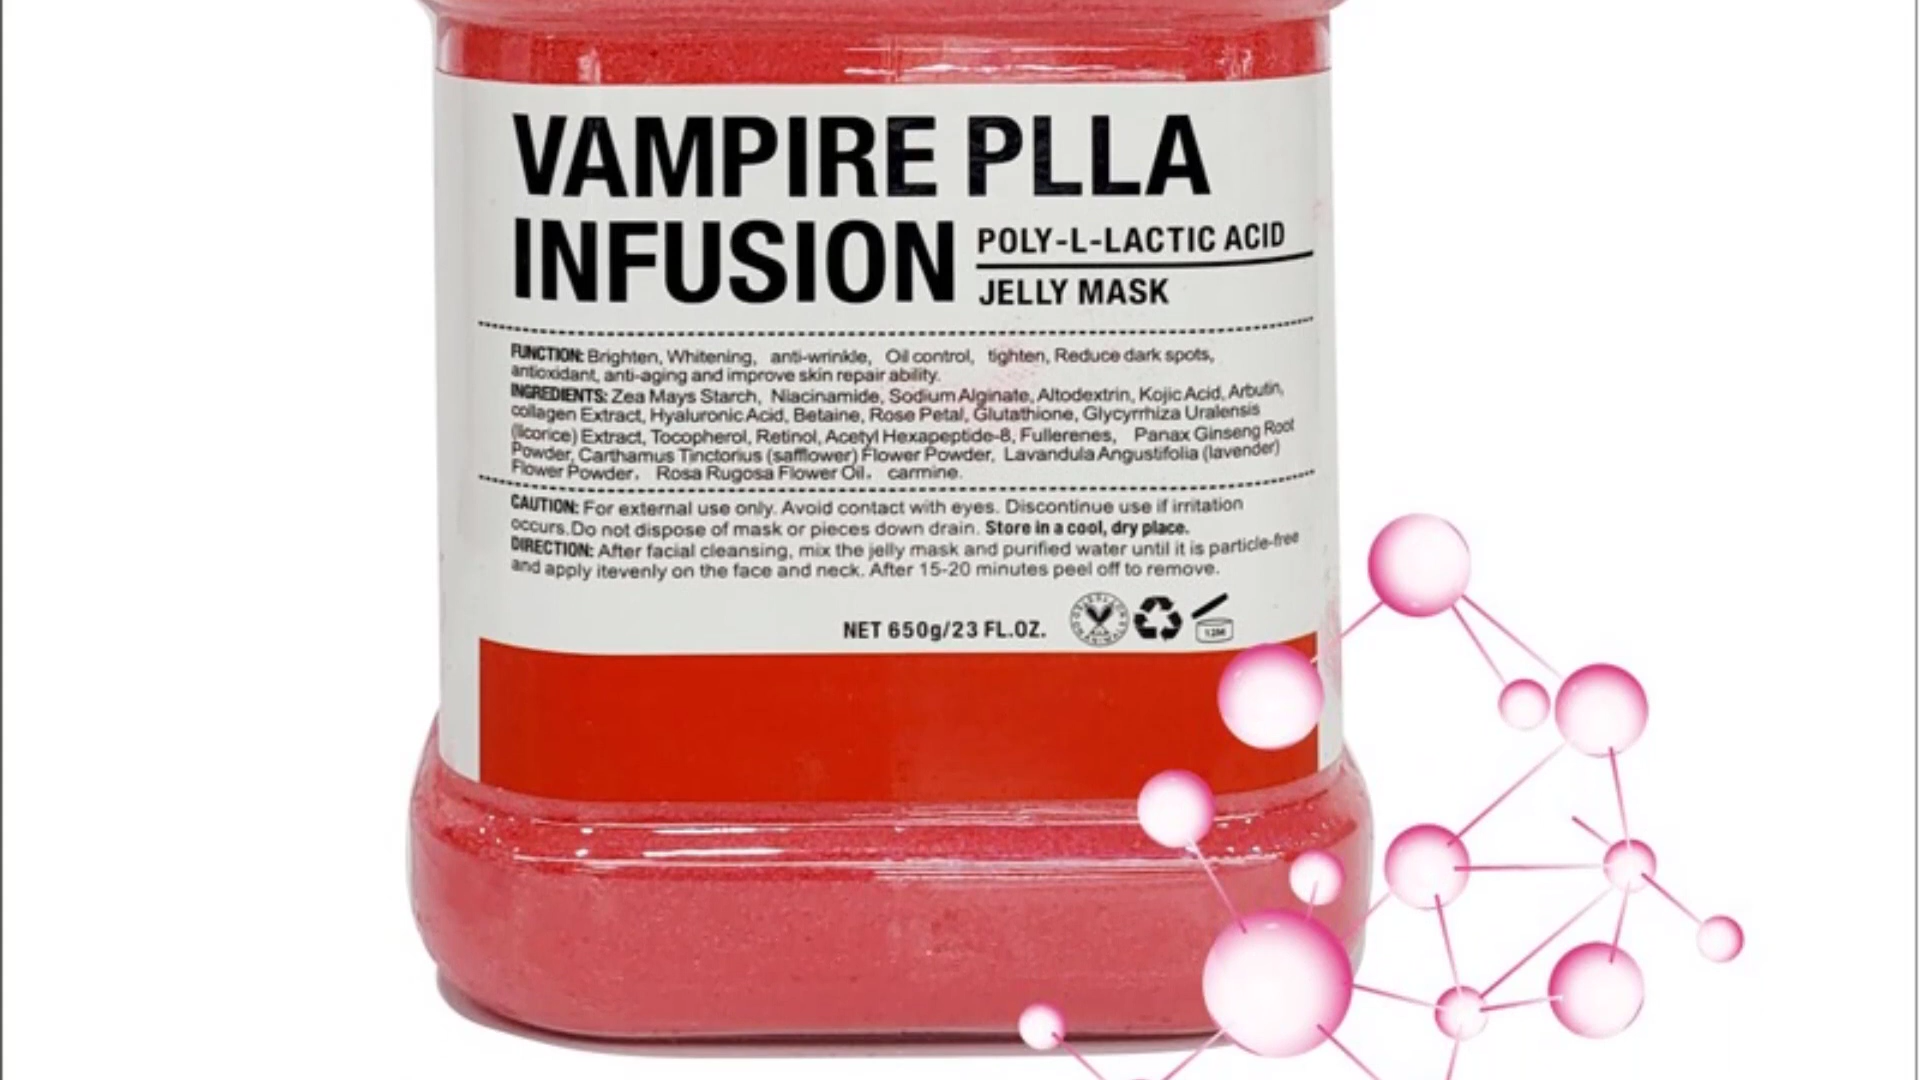 VAMPIRE PLLA
INFUSION
POLY-L-LACTIC ACID
JELLY MASK
FUNCTION: Brighten, Whitening, anti-wrinkle, Oil control, tighten, Reduce dark spots,
antioxidant, anti-aging and improve skin repair ability.
INGREDIENTS: Zea Mays Starch, Niacinamide, Sodium Alginate, Altodextrin, Kojic Acid, Arbutin,
collagen Extract, Hyaluronic Acid, Betaine, Rose Petal, Glutathione, Glycyrrhiza Uralensis
(licorice) Extract, Tocopherol, Retinol, Acetyl Hexapeptide-8, Fullerenes, Panax Ginseng Root
Powder, Carthamus Tinctorius (safflower) Flower Powder, Lavandula Angustifolia (lavender)
Flower Powder, Rosa Rugosa Flower Oil, carmine.
CAUTION: For external use only. Avoid contact with eyes. Discontinue use if irritation
occurs.Do not dispose of mask or pieces down drain. Store in a cool, dry place.
DIRECTION: After facial cleansing, mix the jelly mask and purified water until it is particle-free
and apply itevenly on the face and neck. After 15-20 minutes peel off to remove.
NET 650g/23 FL.OZ.
12M